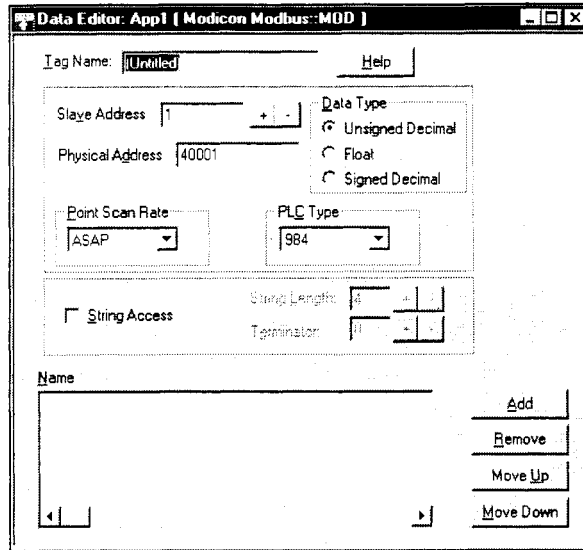 Data Editor: App1 [ Modicon Modbus::MOD ]
Tag Name: Untitled Help
Slave Address 1 + -
Physical Address 40001
Data Type
Unsigned Decimal
Float
Signed Decimal
Point Scan Rate
ASAP
PLC Type
984
String Access
String Length: 4 + -
Terminator: 0 + -
Name
Add
Remove
Move Up
Move Down